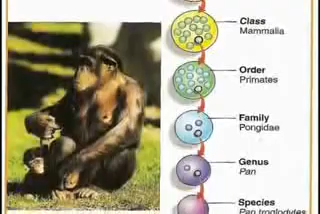 Class
Mammalia
Order
Primates
Family
Pongidae
Genus
Pan
Species
Pan troglodytes